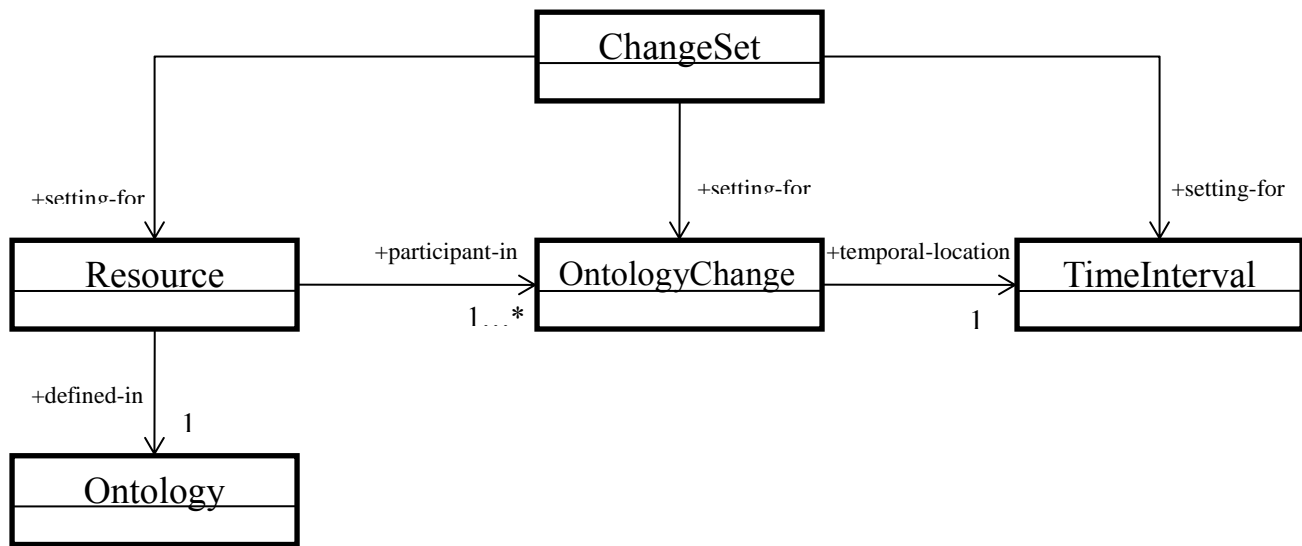 ChangeSet
+setting-for
+setting-for
+setting-for
Resource
+participant-in
OntologyChange
+temporal-location
TimeInterval
1…*
1
+defined-in
1
Ontology